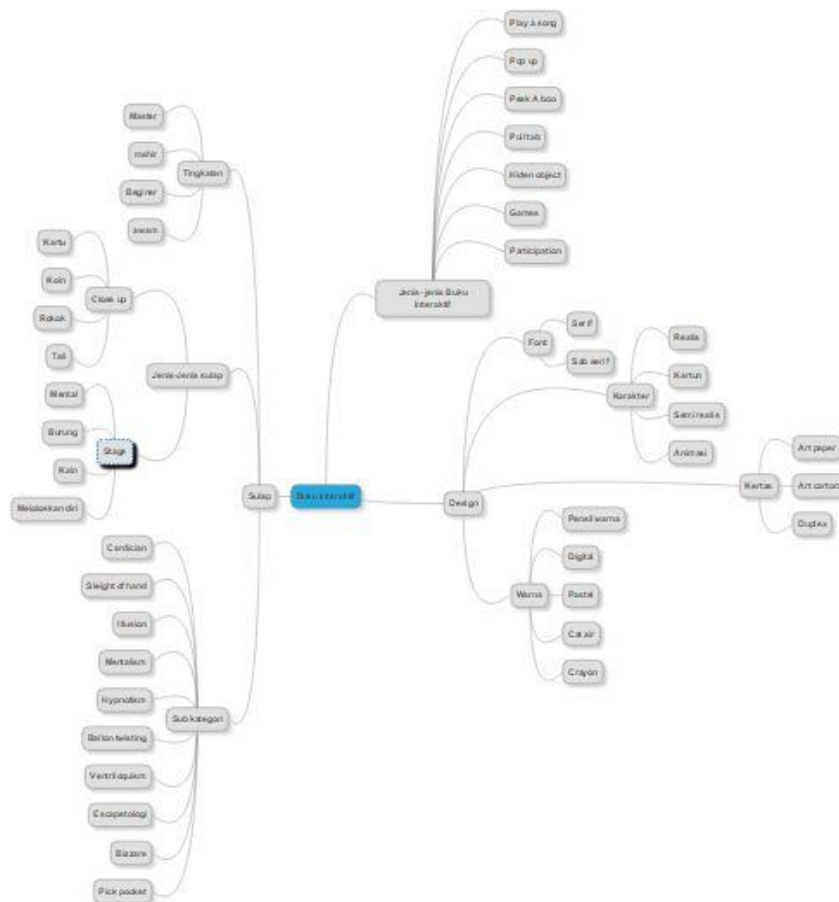 Play a song
Pop up
Peek A boo
Pull tab
Hiden object
Games
Participation
Jenis-jenis Buku
Interaktif
Master
mahir
Beginer
awam
Tingkatan
Kartu
Koin
Rokok
Tali
Close up
Jenis-Jenis sulap
Mental
Burung
Kain
Meloloskan diri
Stage
Sulap
Buku interaktif
Design
Font
Serif
Sub serif
Karakter
Realis
Kartun
Semi realis
Animasi
Kertas
Art paper
Art carton
Duplex
Warna
Pensil warna
Digital
Pastel
Cat air
Crayon
Cardician
Sleight of hand
Illusion
Mentalism
Hypnotism
Ballon twisting
Ventriloquism
Escapetologi
Bizzare
Pick pocket
Sub kategori